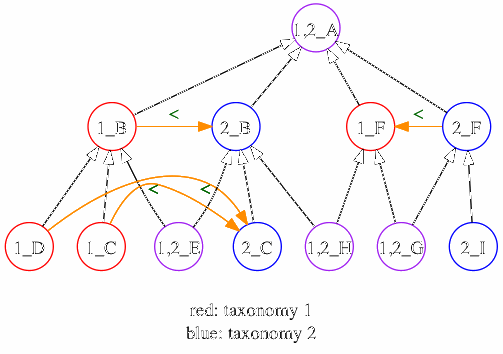 1,2_A
<
<
1_B
2_B
1_F
2_F
<
<
1_D
1_C
1,2_E
2_C
1,2_H
1,2_G
2_I
red: taxonomy 1
blue: taxonomy 2